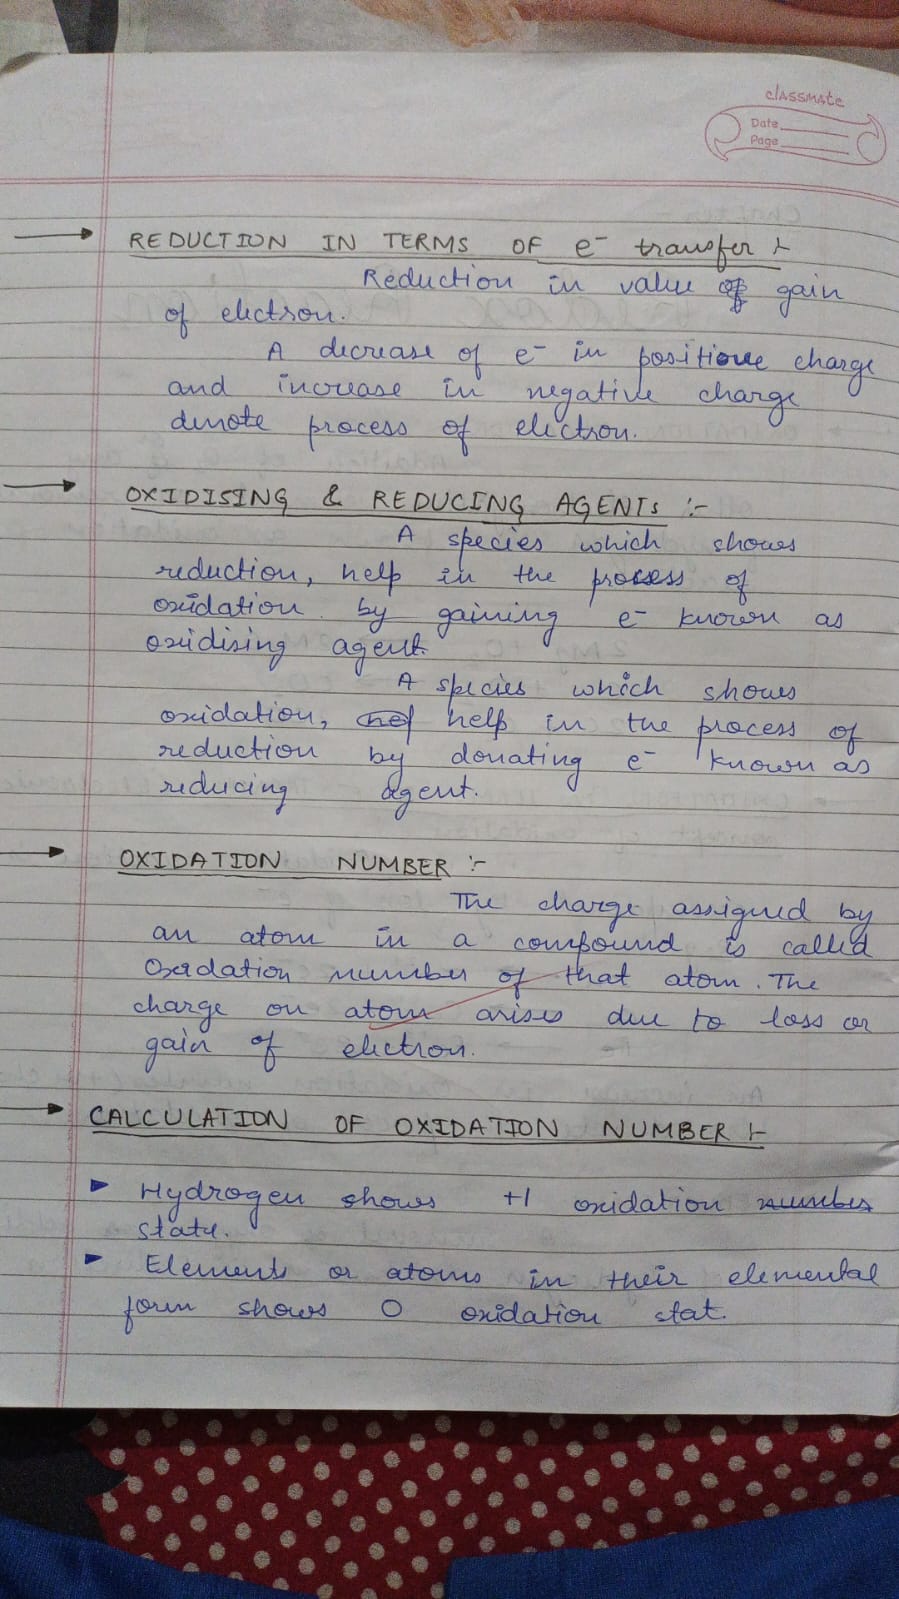 classmate
Date
Page
→ REDUCTION IN TERMS OF e⁻ transfer :-
Reduction in value of gain
of electron.
A decrease of e⁻ in positive charge
and increase in negative charge
denote process of electron.
→ OXIDISING & REDUCING AGENTS :-
A species which shows
reduction, help in the process of
oxidation by gaining e⁻ known as
oxidising agent.
A species which shows
oxidation, help in the process of
reduction by donating e⁻ known as
reducing agent.
→ OXIDATION NUMBER :-
The charge assigned by
an atom in a compound is called
Oxidation number of that atom. The
charge on atom arises due to loss or
gain of electron.
→ CALCULATION OF OXIDATION NUMBER :-
▸ Hydrogen shows +1 oxidation number
state.
▸ Elements or atoms in their elemental
form shows 0 oxidation stat.